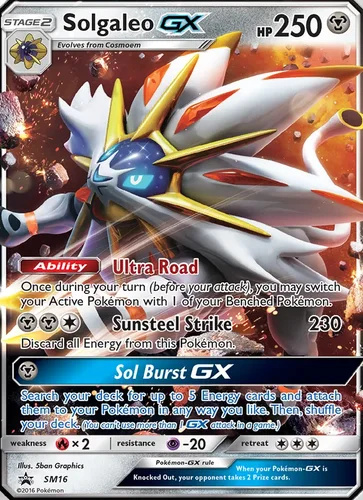 STAGE2 Solgaleo GX HP 250
Evolves from Cosmoem
Ability Ultra Road
Once during your turn (before your attack), you may switch
your Active Pokémon with 1 of your Benched Pokémon.
Sunsteel Strike 230
Discard all Energy from this Pokémon.
Sol Burst GX
Search your deck for up to 5 Energy cards and attach
them to your Pokémon in any way you like. Then, shuffle
your deck. (You can't use more than 1 GX attack in a game.)
weakness × 2 resistance -20 retreat
Illus. 5ban Graphics
Pokémon-GX rule
When your Pokémon-GX is
Knocked Out, your opponent takes 2 Prize cards.
PROMO SM16
©2016 Pokémon